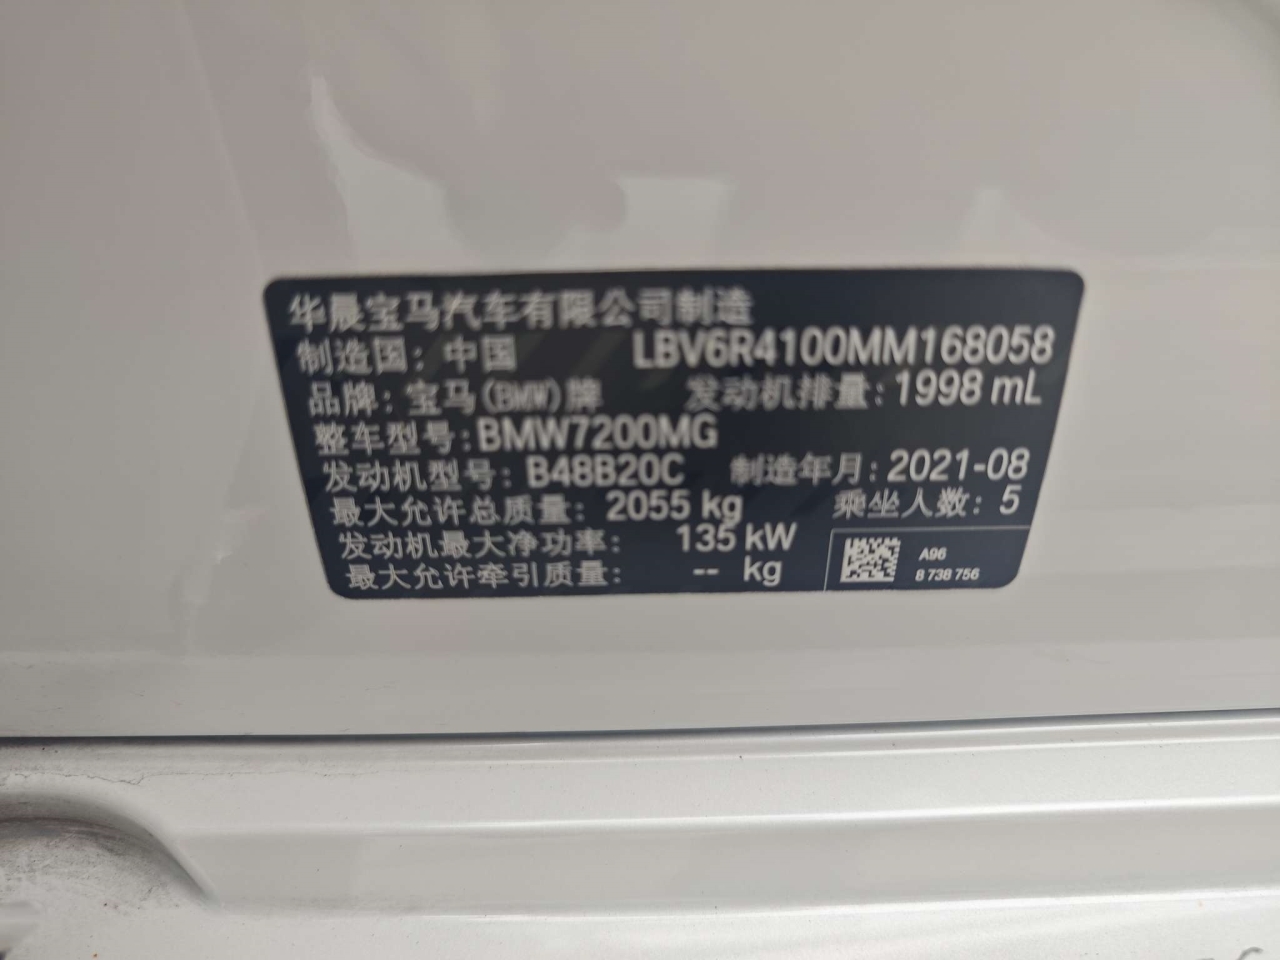 华晨宝马汽车有限公司制造
制造国：中国 LBV6R4100MM168058
品牌：宝马(BMW)牌 发动机排量：1998 mL
整车型号：BMW7200MG
发动机型号：B48B20C 制造年月：2021-08
最大允许总质量：2055 kg 乘坐人数：5
发动机最大净功率：135 kW
最大允许牵引质量：-- kg
A96
8 738 756